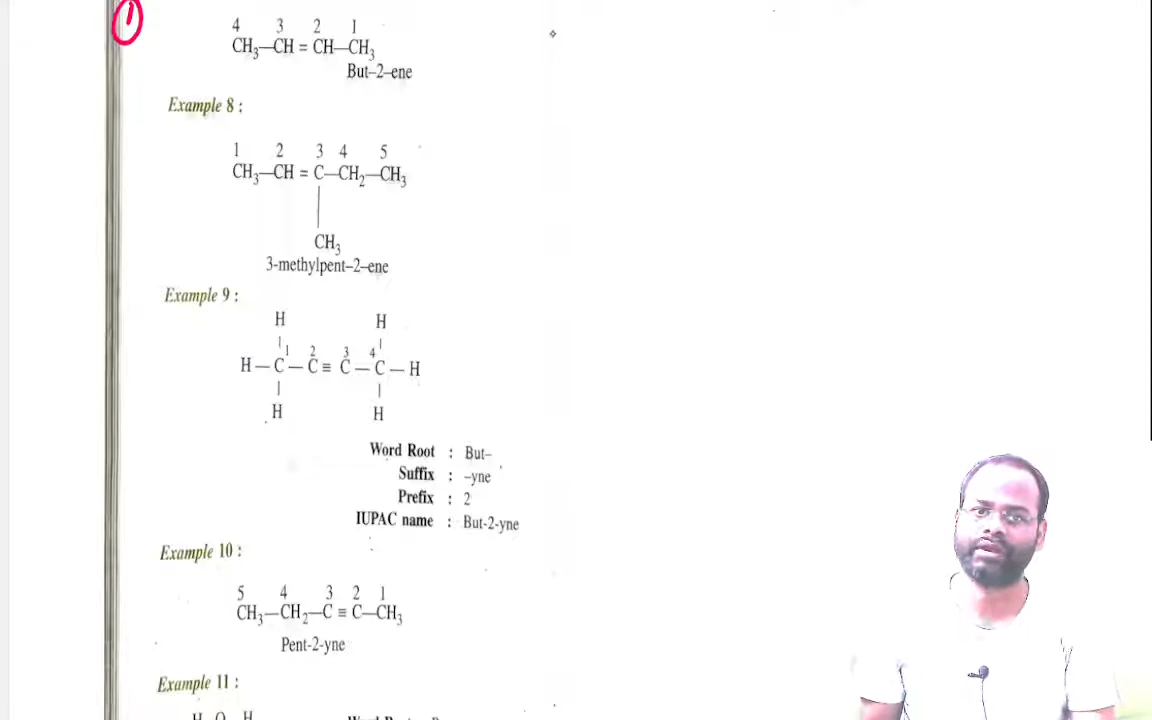 1
4 3 2 1
CH₃—CH = CH—CH₃
But–2–ene
Example 8 :
1 2 3 4 5
CH₃—CH = C—CH₂—CH₃
CH₃
3-methylpent–2–ene
Example 9 :
H H
1 2 3 4
H — C — C ≡ C — C — H
H H
Word Root : But–
Suffix : –yne
Prefix : 2
IUPAC name : But-2-yne
Example 10 :
5 4 3 2 1
CH₃—CH₂—C ≡ C—CH₃
Pent-2-yne
Example 11 :
H O H